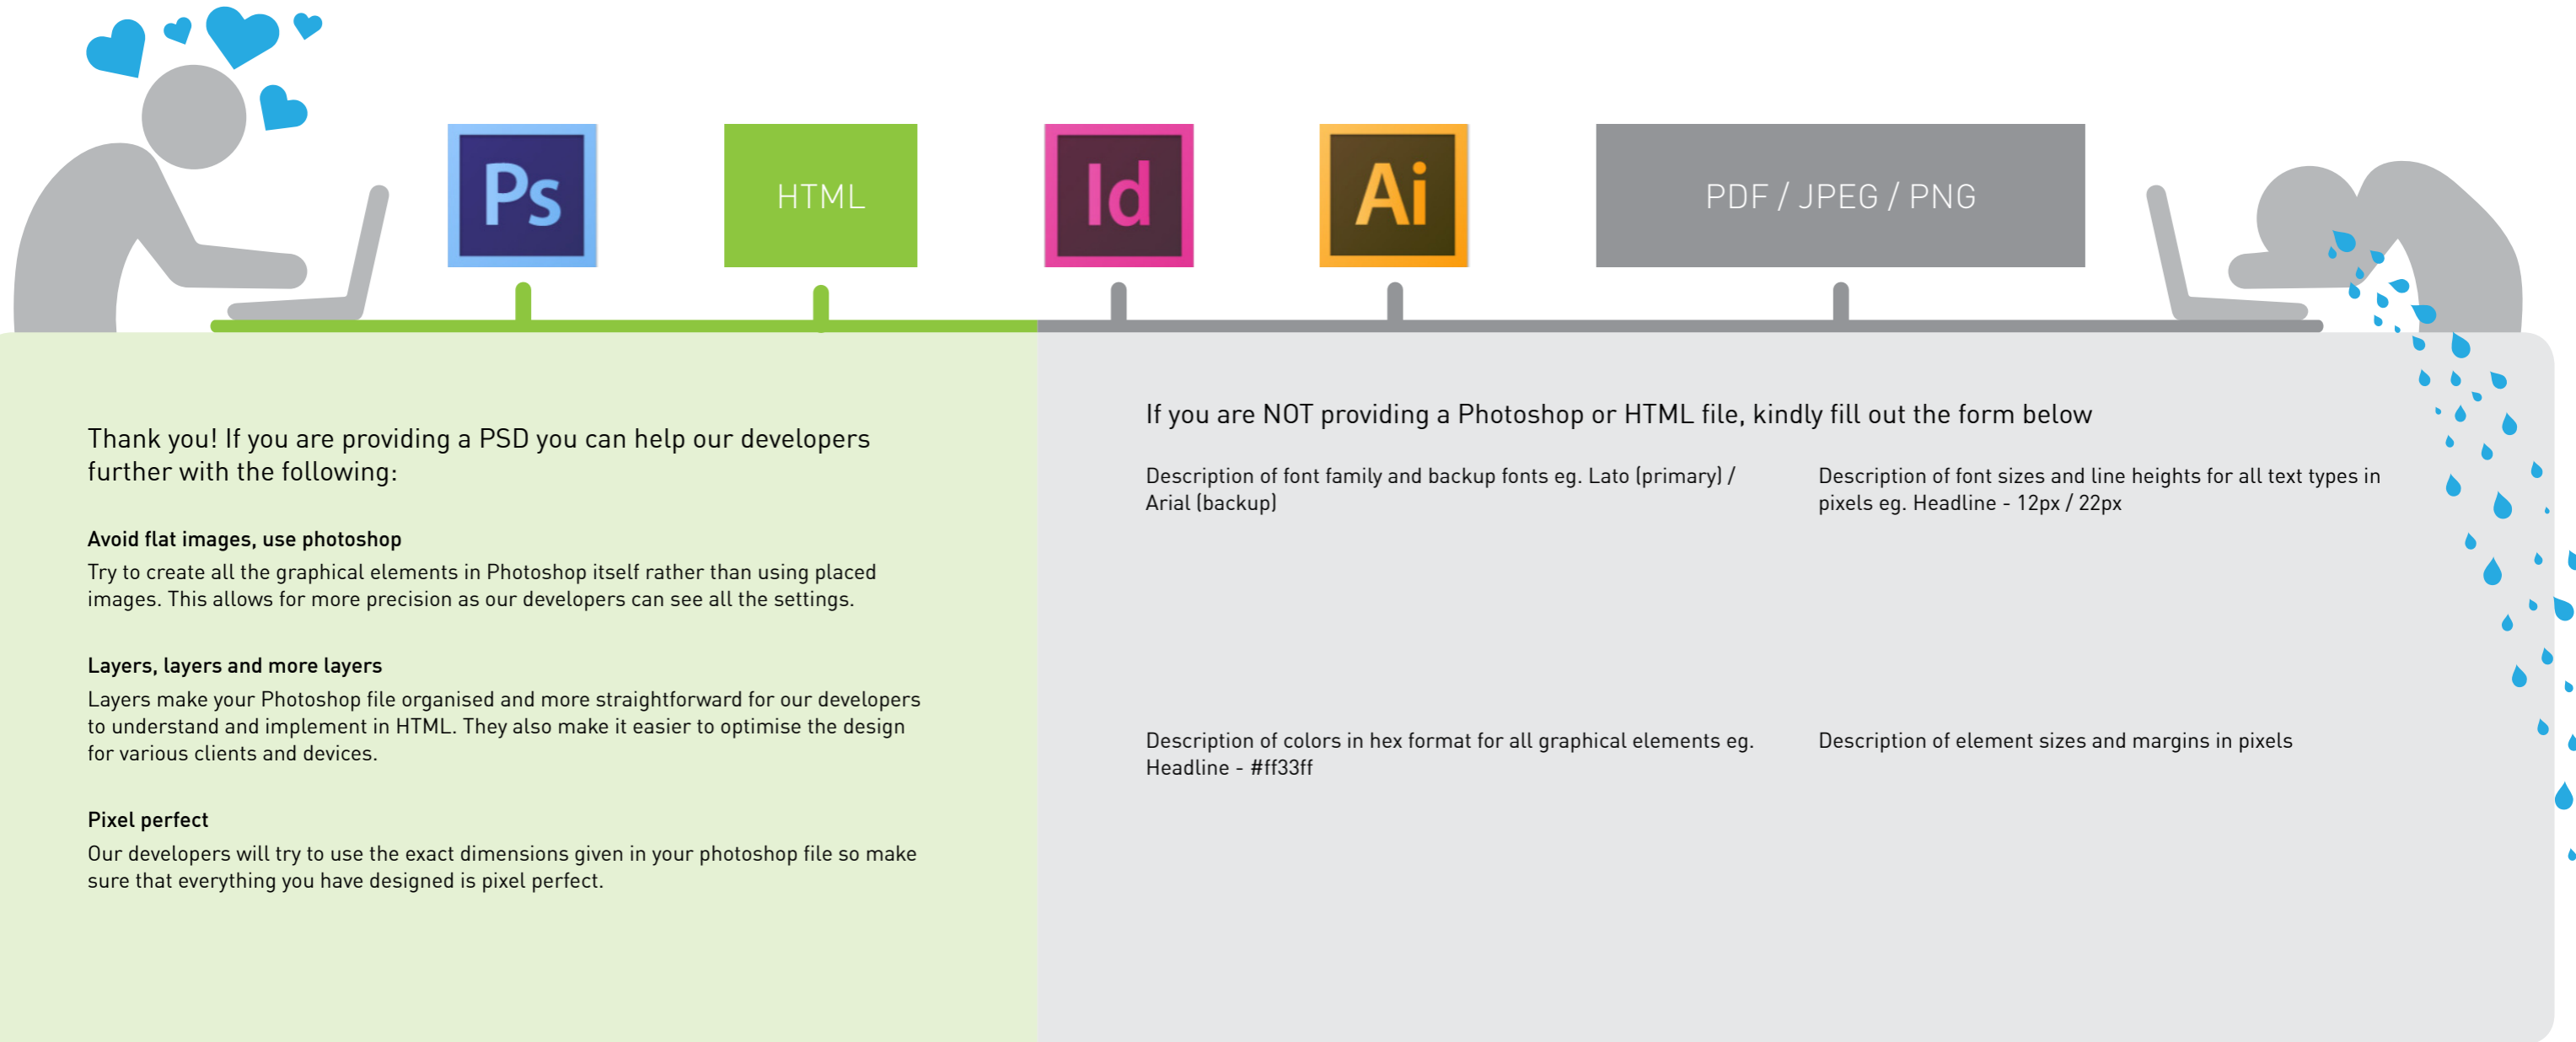 Ps
HTML
Id
Ai
PDF / JPEG / PNG
Thank you! If you are providing a PSD you can help our developers
further with the following:
Avoid flat images, use photoshop
Try to create all the graphical elements in Photoshop itself rather than using placed
images. This allows for more precision as our developers can see all the settings.
Layers, layers and more layers
Layers make your Photoshop file organised and more straightforward for our developers
to understand and implement in HTML. They also make it easier to optimise the design
for various clients and devices.
Pixel perfect
Our developers will try to use the exact dimensions given in your photoshop file so make
sure that everything you have designed is pixel perfect.
If you are NOT providing a Photoshop or HTML file, kindly fill out the form below
Description of font family and backup fonts eg. Lato (primary) /
Arial (backup)
Description of font sizes and line heights for all text types in
pixels eg. Headline - 12px / 22px
Description of colors in hex format for all graphical elements eg.
Headline - #ff33ff
Description of element sizes and margins in pixels